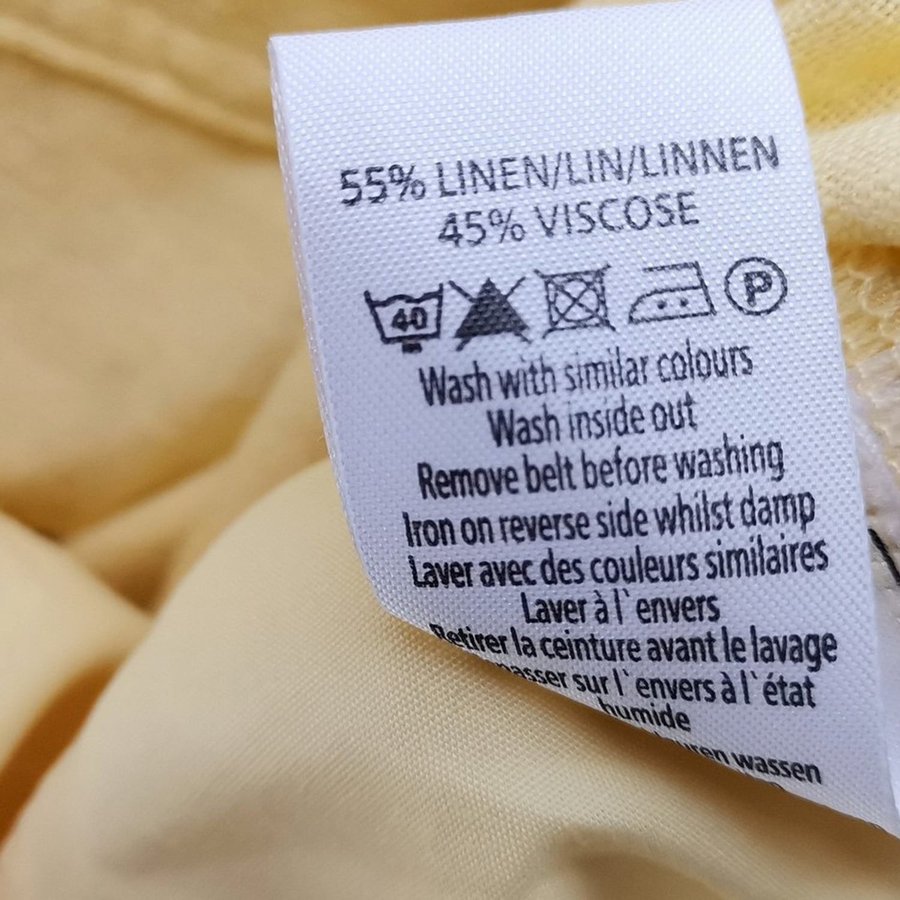 55% LINEN/LIN/LINNEN
45% VISCOSE
40 P
Wash with similar colours
Wash inside out
Remove belt before washing
Iron on reverse side whilst damp
Laver avec des couleurs similaires
Laver à l`envers
Retirer la ceinture avant le lavage
sur l`envers à l`état
humide
wassen